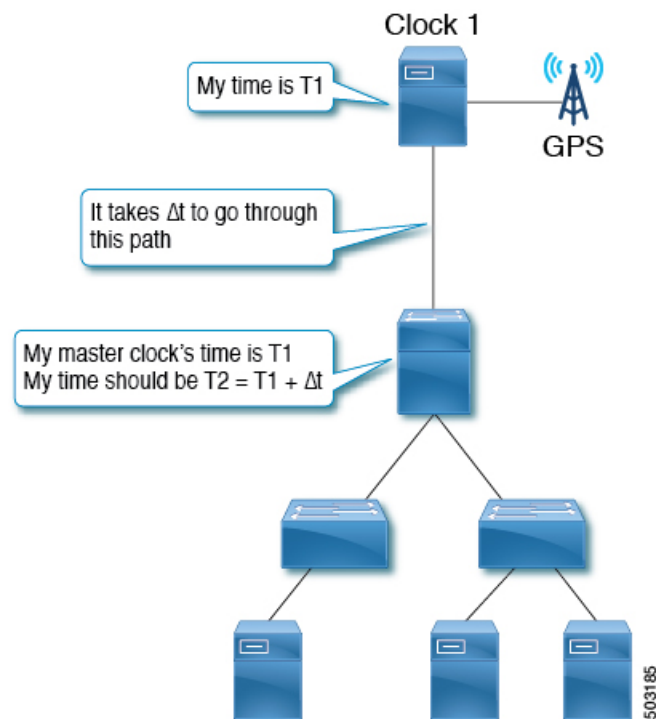 Clock 1
My time is T1
GPS
It takes Δt to go through
this path
My master clock's time is T1
My time should be T2 = T1 + Δt
503185